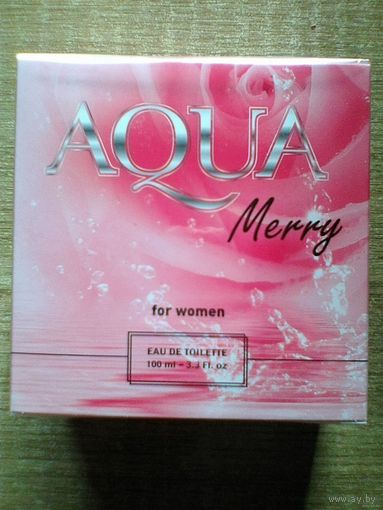 AQUA
Merry
for women
EAU DE TOILETTE
100 ml – 3.3 Fl. oz
www.ay.by